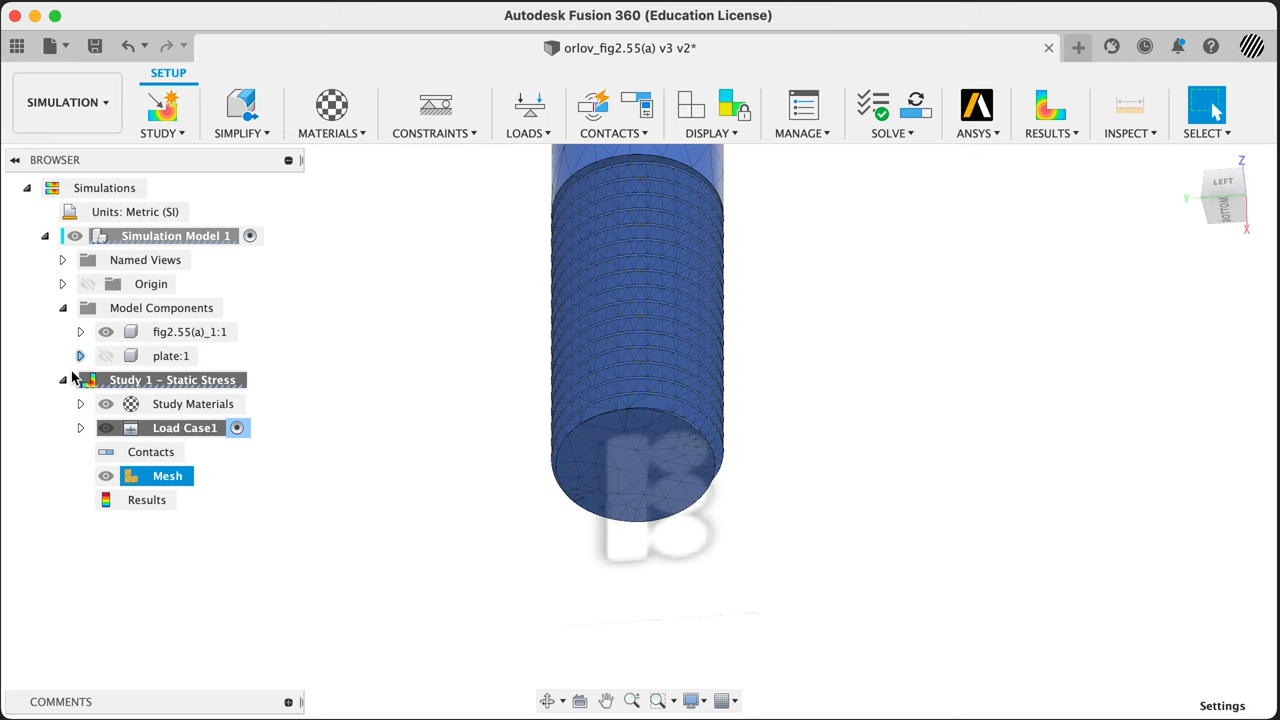 Autodesk Fusion 360 (Education License)
orlov_fig2.55(a) v3 v2*
SETUP
SIMULATION
STUDY
SIMPLIFY
MATERIALS
CONSTRAINTS
LOADS
CONTACTS
DISPLAY
MANAGE
SOLVE
ANSYS
RESULTS
INSPECT
SELECT
BROWSER
Simulations
Units: Metric (SI)
Simulation Model 1
Named Views
Origin
Model Components
fig2.55(a)_1:1
plate:1
Study 1 - Static Stress
Study Materials
Load Case1
Contacts
Mesh
Results
Z
LEFT
Y
BOTTOM
X
COMMENTS
Settings